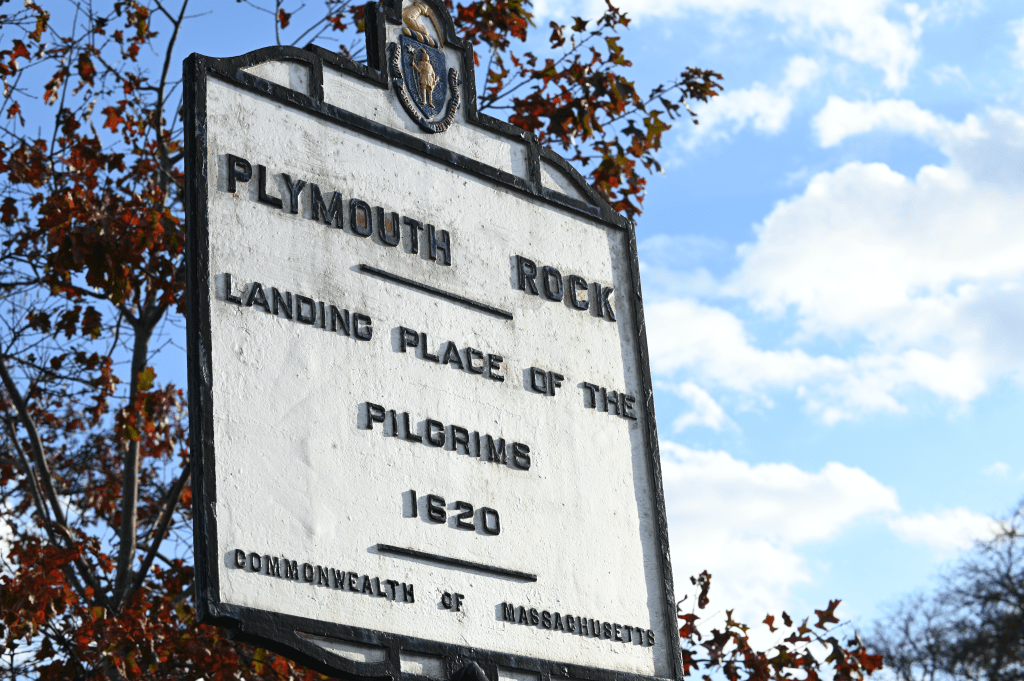 PLYMOUTH ROCK
LANDING PLACE OF THE
PILGRIMS
1620
COMMONWEALTH OF MASSACHUSETTS